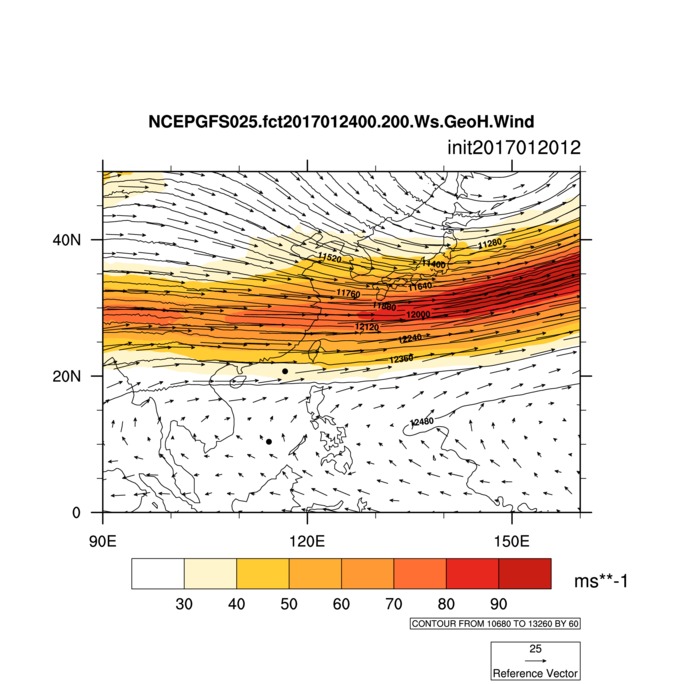 NCEPGFS025.fct2017012400.200.Ws.GeoH.Wind
init2017012012
40N
20N
0
11280
11520
11400
11640
11760
11880
12000
12120
12240
12360
12480
90E 120E 150E
30 40 50 60 70 80 90
ms**-1
CONTOUR FROM 10680 TO 13260 BY 60
25
Reference Vector